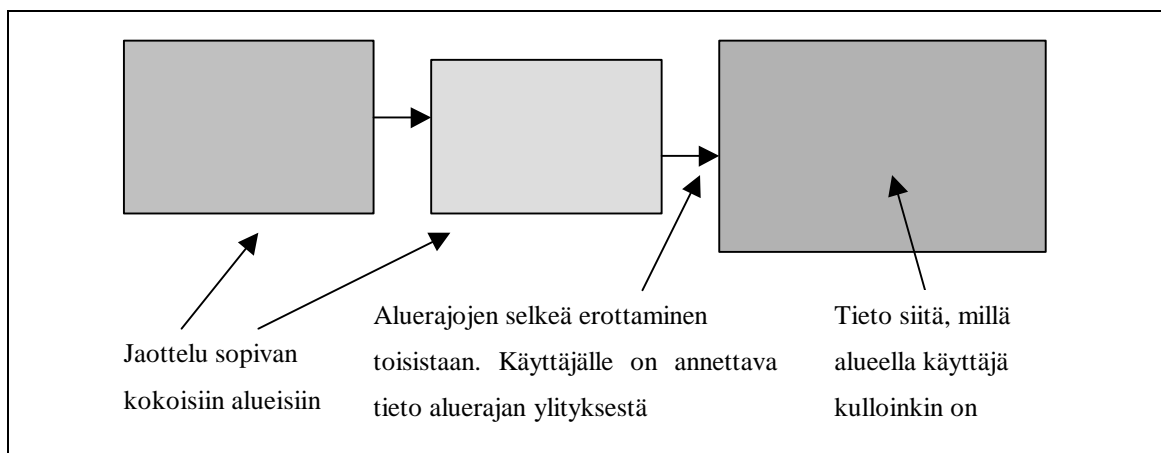 Jaottelu sopivan
kokoisiin alueisiin
Aluerajojen selkeä erottaminen
toisistaan. Käyttäjälle on annettava
tieto aluerajan ylityksestä
Tieto siitä, millä
alueella käyttäjä
kulloinkin on